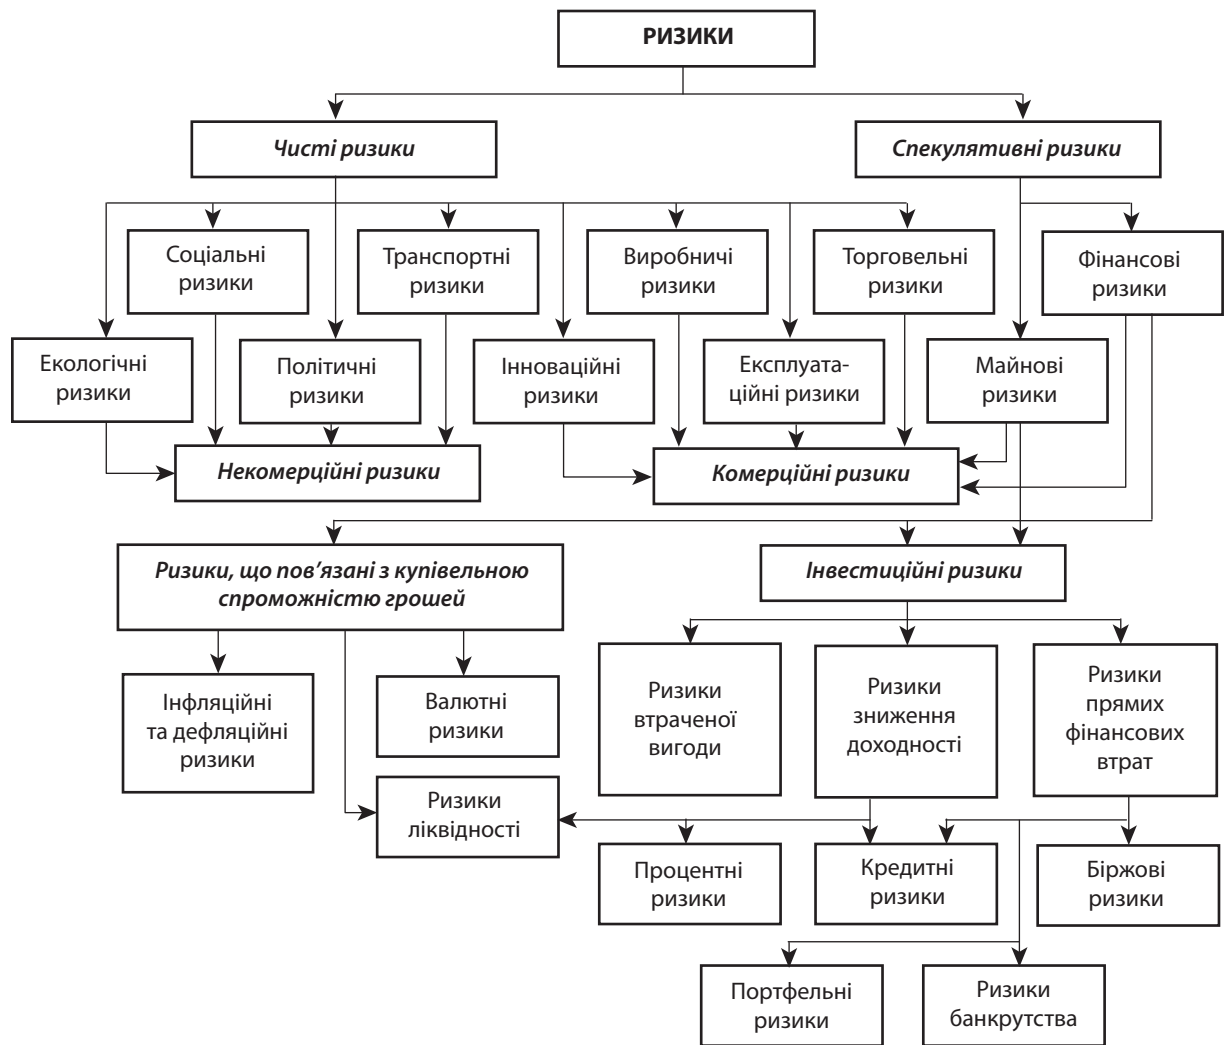 РИЗИКИ
Чисті ризики
Спекулятивні ризики
Соціальні
ризики
Транспортні
ризики
Виробничі
ризики
Торговельні
ризики
Фінансові
ризики
Екологічні
ризики
Політичні
ризики
Інноваційні
ризики
Експлуата-
ційні ризики
Майнові
ризики
Некомерційні ризики
Комерційні ризики
Ризики, що пов’язані з купівельною
спроможністю грошей
Інвестиційні ризики
Інфляційні
та дефляційні
ризики
Валютні
ризики
Ризики
втраченої
вигоди
Ризики
зниження
доходності
Ризики
прямих
фінансових
втрат
Ризики
ліквідності
Процентні
ризики
Кредитні
ризики
Біржові
ризики
Портфельні
ризики
Ризики
банкрутства